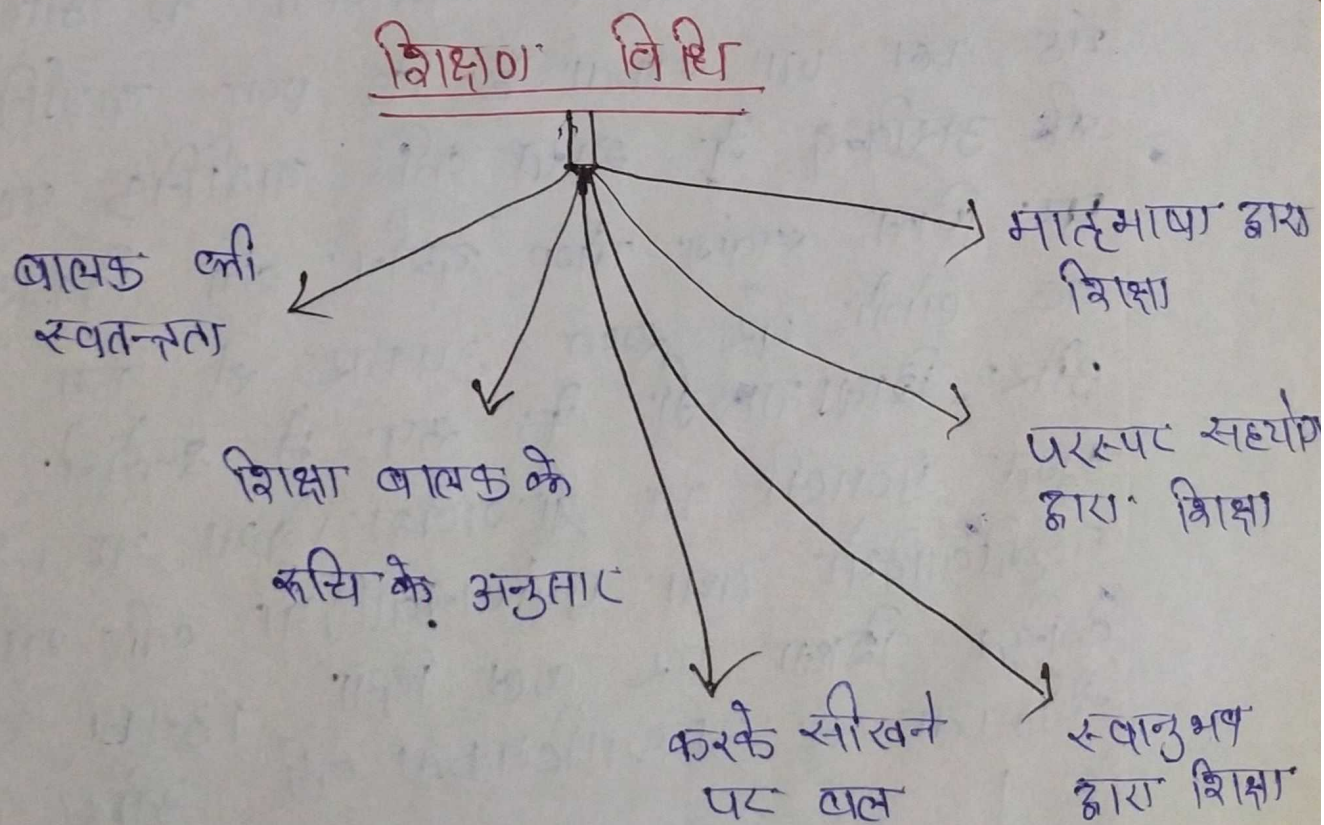 शिक्षण विधि
बालक की
स्वतन्त्रता
शिक्षा बालक के
रूचि के अनुसार
करके सीखने
पर बल
स्वानुभव
द्वारा शिक्षा
परस्पर सहयोग
द्वारा शिक्षा
मातृभाषा द्वारा
शिक्षा